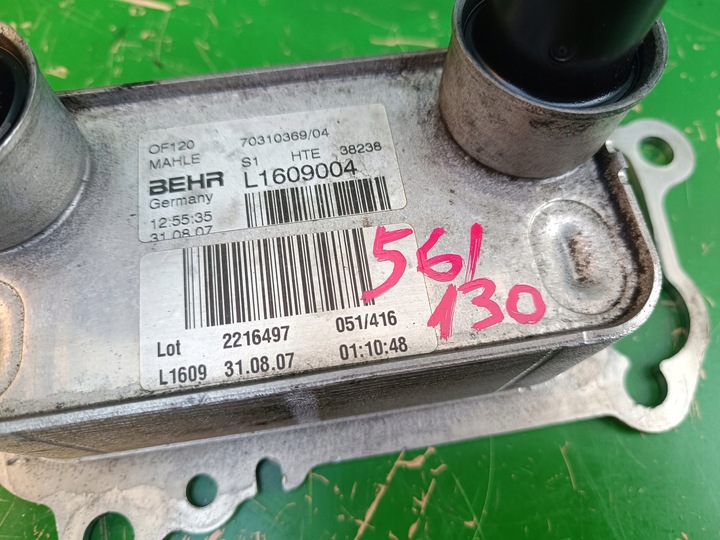 OF120 70310369/04
MAHLE S1 HTE 38238
BEHR L1609004
Germany
12:55:35
31.08.07
Lot 2216497 051/416
L1609 31.08.07 01:10:48
561/
130